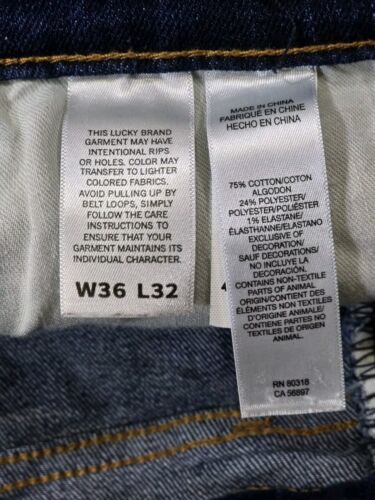 THIS LUCKY BRAND
GARMENT MAY HAVE
INTENTIONAL RIPS
OR HOLES. COLOR MAY
TRANSFER TO LIGHTER
COLORED FABRICS.
AVOID PULLING UP BY
BELT LOOPS, SIMPLY
FOLLOW THE CARE
INSTRUCTIONS TO
ENSURE THAT YOUR
GARMENT MAINTAINS ITS
INDIVIDUAL CHARACTER.
W36 L32
MADE IN CHINA
FABRIQUÉ EN CHINE
HECHO EN CHINA
75% COTTON/COTON
ALGODON
24% POLYESTER/
POLYESTER/POLIÉSTER
1% ELASTANE/
ÉLASTHANNE/ELASTANO
EXCLUSIVE OF
DECORATION/
SAUF DECORATIONS/
NO INCLUYE LA
DECORACIÓN.
CONTAINS NON-TEXTILE
PARTS OF ANIMAL
ORIGIN/CONTIENT DES
ÉLÉMENTS NON TEXTILES
D'ORIGINE ANIMALE/
CONTIENE PARTES NO
TEXTILES DE ORIGEN
ANIMAL.
RN 80318
CA 56897